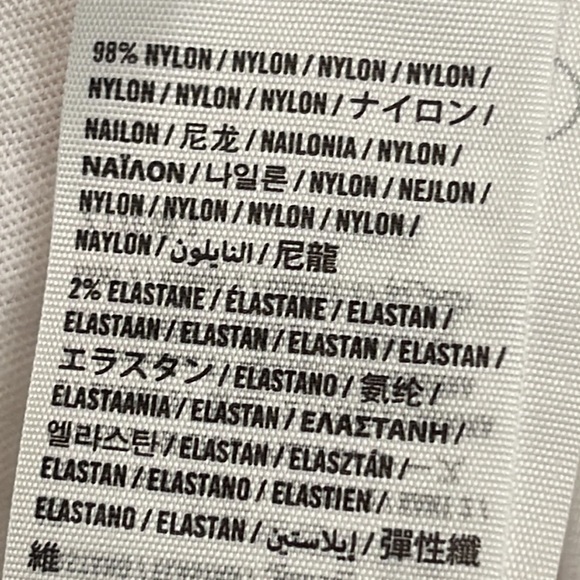 98% NYLON / NYLON / NYLON / NYLON /
NYLON / NYLON / NYLON / ナイロン /
NAILON / 尼龙 / NAILONIA / NYLON /
ΝΑΪΛΟΝ / 나일론 / NYLON / NEJLON /
NYLON / NYLON / NYLON / NYLON /
NAYLON / النايلون / 尼龍
2% ELASTANE / ÉLASTANE / ELASTAN /
ELASTAAN / ELASTAN / ELASTAN / ELASTAN /
エラスタン / ELASTANO / 氨纶 /
ELASTAANIA / ELASTAN / ΕΛΑΣΤΑΝΗ /
엘라스탄 / ELASTAN / ELASZTÁN /
ELASTAN / ELASTANO / ELASTIEN /
ELASTANO / ELASTAN / إيلاستين / 彈性纖
維